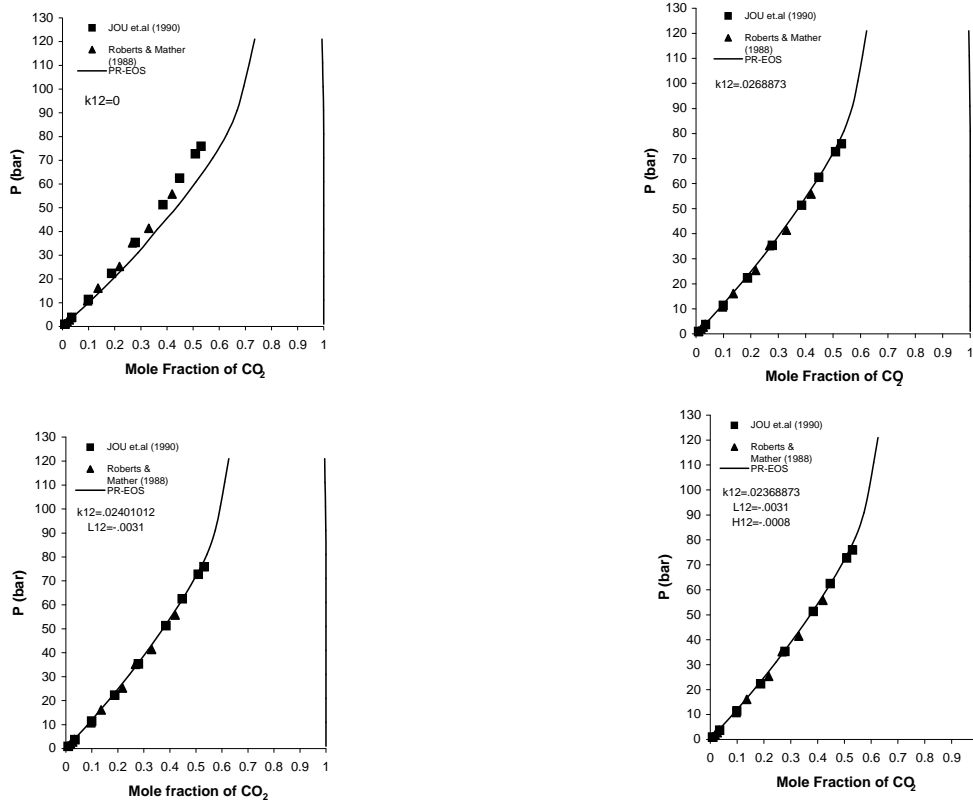 130
120
110
100
90
80
70
60
50
40
30
20
10
0
P (bar)
JOU et.al (1990)
Roberts & Mather
(1988)
PR-EOS
k12=0
0 0.1 0.2 0.3 0.4 0.5 0.6 0.7 0.8 0.9 1
Mole Fraction of CO2
130
120
110
100
90
80
70
60
50
40
30
20
10
0
P (bar)
JOU et.al (1990)
Roberts & Mather
(1988)
PR-EOS
k12=.0268873
0 0.1 0.2 0.3 0.4 0.5 0.6 0.7 0.8 0.9 1
Mole Fraction of CO2
130
120
110
100
90
80
70
60
50
40
30
20
10
0
P (bar)
JOU et.al (1990)
Roberts &
Mather (1988)
PR-EOS
k12=.02401012
L12=-.0031
0 0.1 0.2 0.3 0.4 0.5 0.6 0.7 0.8 0.9 1
Mole fraction of CO2
130
120
110
100
90
80
70
60
50
40
30
20
10
0
P (bar)
JOU et.al (1990)
Roberts &
Mather (1988)
PR-EOS
k12=.02368873
L12=-.0031
H12=-.0008
0 0.1 0.2 0.3 0.4 0.5 0.6 0.7 0.8 0.9
Mole Fraction of CO2